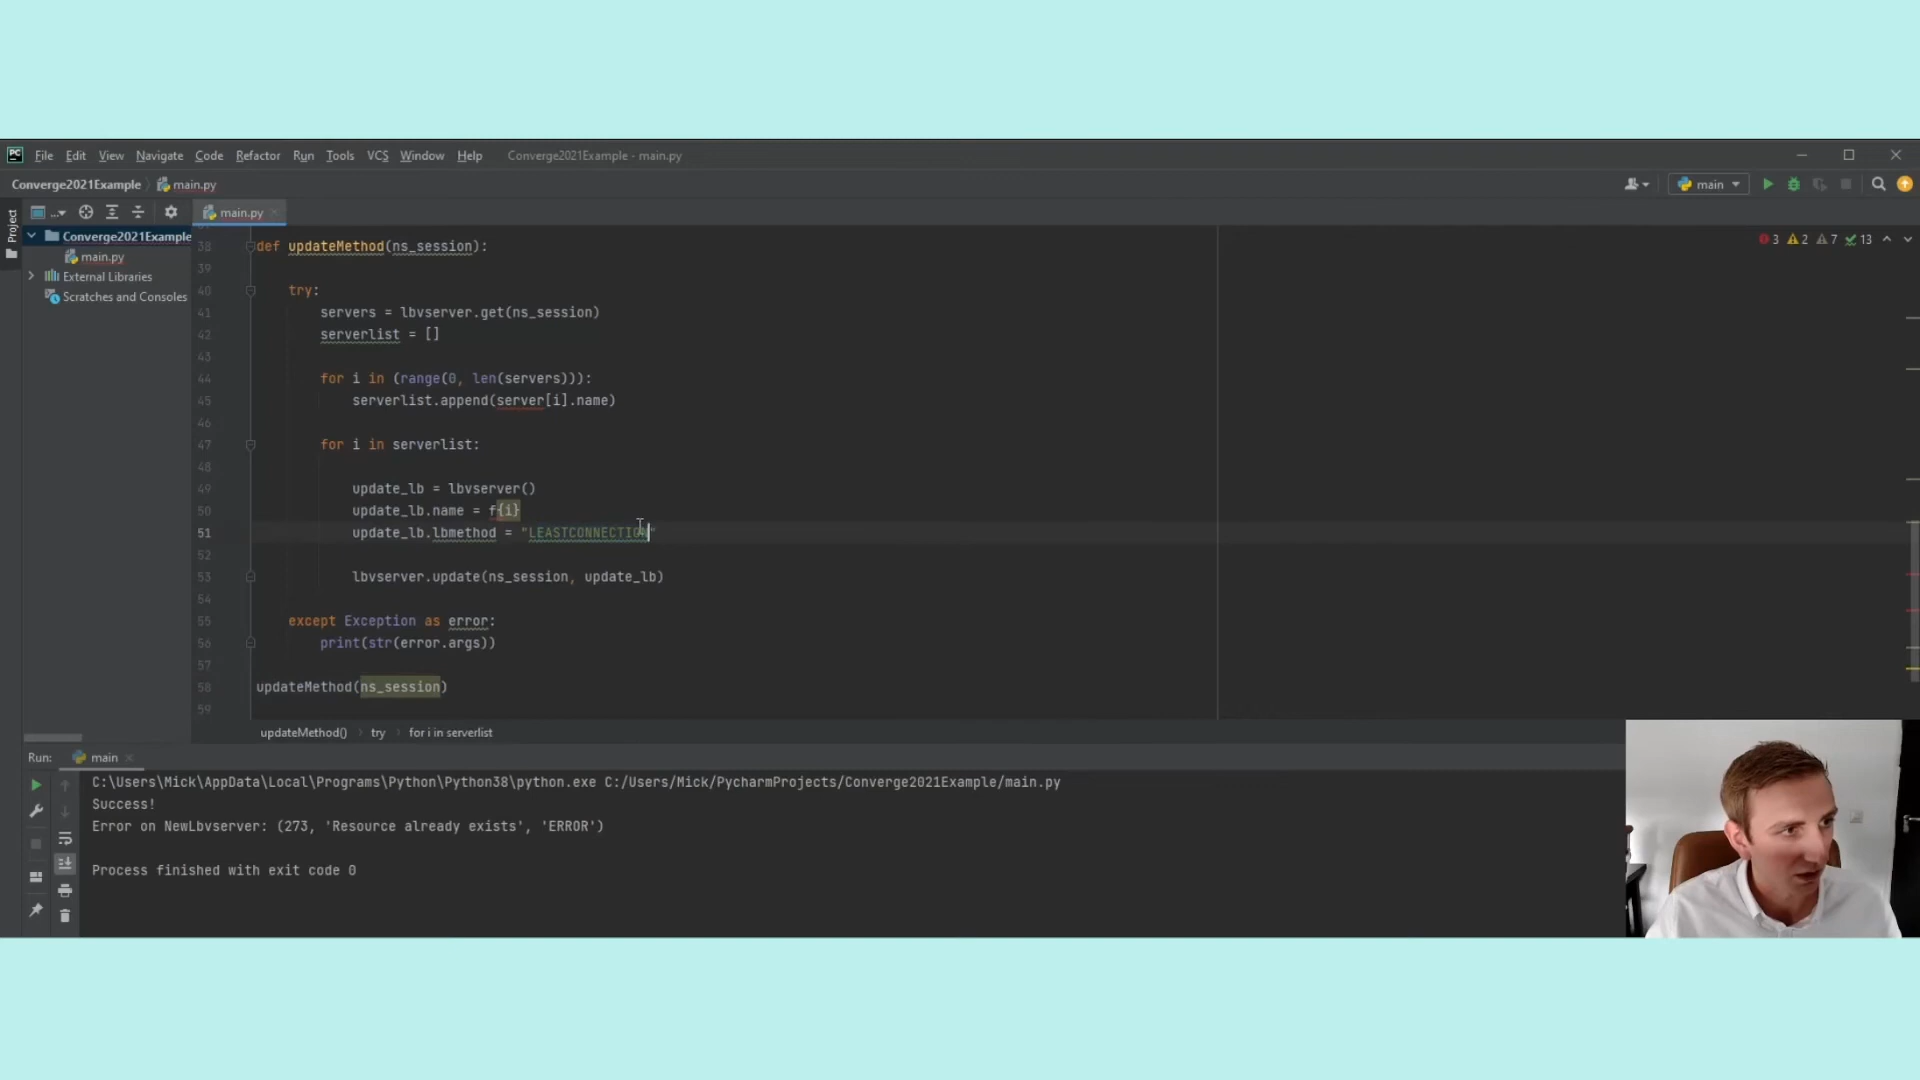 PC File Edit View Navigate Code Refactor Run Tools VCS Window Help Converge2021Example - main.py
Converge2021Example main.py main
Project
... main.py
Converge2021Example
main.py
External Libraries
Scratches and Consoles
3 2 7 13
38 def updateMethod(ns_session):
39
40 try:
41 servers = lbvserver.get(ns_session)
42 serverlist = []
43
44 for i in (range(0, len(servers))):
45 serverlist.append(server[i].name)
46
47 for i in serverlist:
48
49 update_lb = lbvserver()
50 update_lb.name = f{i}
51 update_lb.lbmethod = "LEASTCONNECTION"
52
53 lbvserver.update(ns_session, update_lb)
54
55 except Exception as error:
56 print(str(error.args))
57
58 updateMethod(ns_session)
59
updateMethod() try for i in serverlist
Run: main
C:\Users\Mick\AppData\Local\Programs\Python\Python38\python.exe C:/Users/Mick/PycharmProjects/Converge2021Example/main.py
Success!
Error on NewLbvserver: (273, 'Resource already exists', 'ERROR')
Process finished with exit code 0